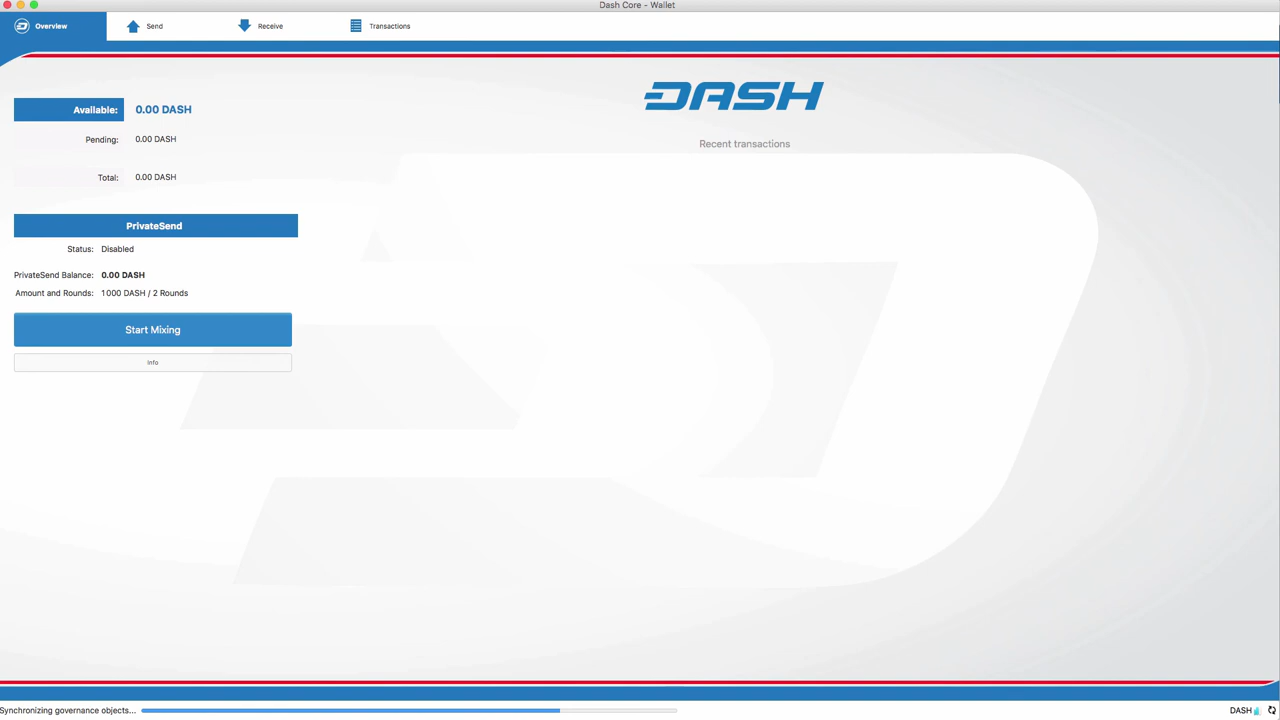 Dash Core - Wallet
Overview
Send
Receive
Transactions
Available: 0.00 DASH
Pending: 0.00 DASH
Total: 0.00 DASH
PrivateSend
Status: Disabled
PrivateSend Balance: 0.00 DASH
Amount and Rounds: 1000 DASH / 2 Rounds
Start Mixing
Info
DASH
Recent transactions
Synchronizing governance objects...
DASH